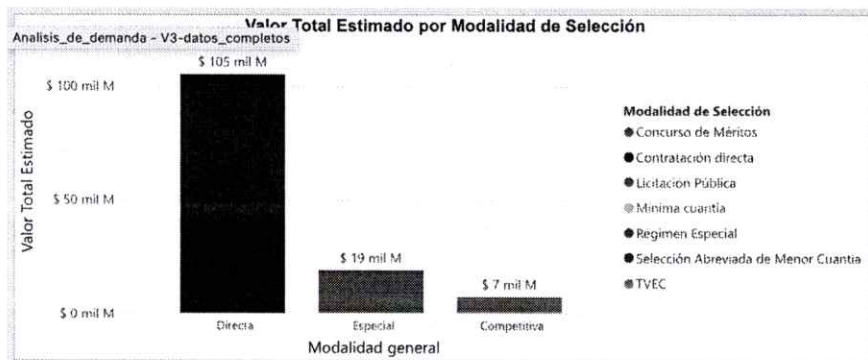 Valor Total Estimado por Modalidad de Selección
Analisis_de_demanda - V3-datos_completos
$ 105 mil M
$ 100 mil M
$ 50 mil M
$ 0 mil M
Valor Total Estimado
$ 19 mil M
$ 7 mil M
Directa
Especial
Competitiva
Modalidad general
Modalidad de Selección
Concurso de Méritos
Contratación directa
Licitación Pública
Mínima cuantía
Régimen Especial
Selección Abreviada de Menor Cuantía
TVEC